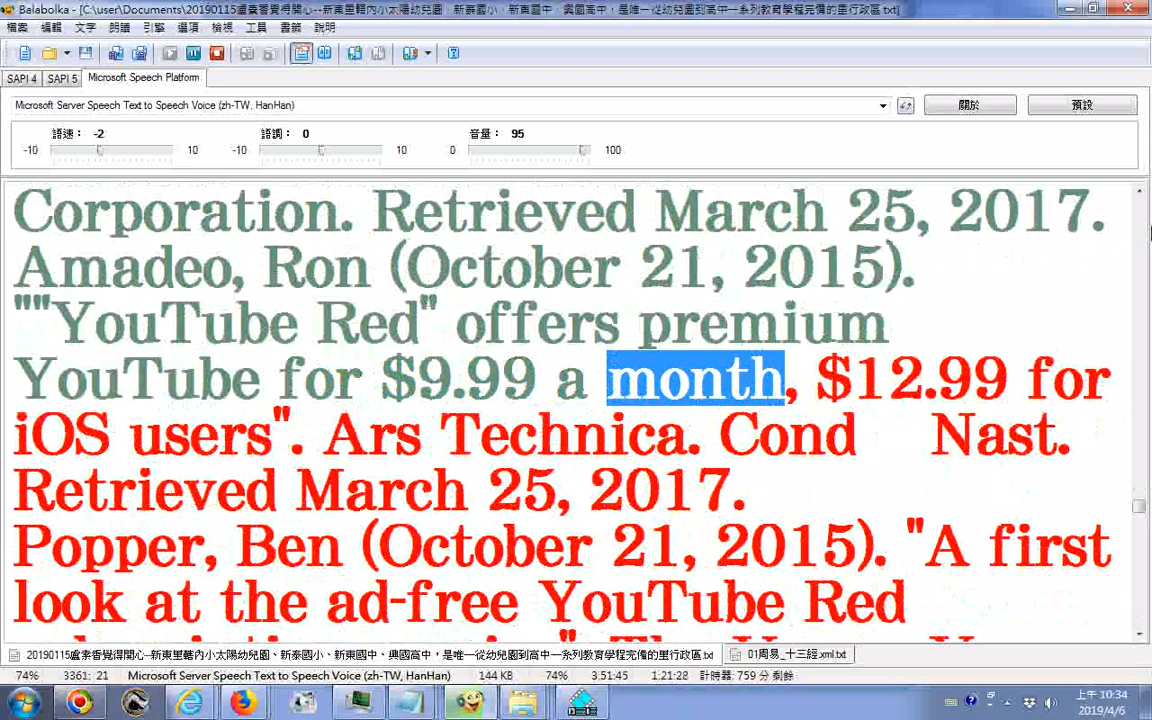 Balabolka - [C:\user\Documents\20190115盧素香覺得開心--新東里轄內小太陽幼兒園、新泰國小、新東國中、興國高中，是唯一從幼兒園到高中一系列教育學程完備的里行政區.txt]
檔案 編輯 文字 朗讀 引擎 選項 檢視 工具 書籤 說明
SAPI 4 SAPI 5 Microsoft Speech Platform
Microsoft Server Speech Text to Speech Voice (zh-TW, HanHan) 關於 預設
語速： -2 語調： 0 音量： 95
-10 10 -10 10 0 100
Corporation. Retrieved March 25, 2017.
Amadeo, Ron (October 21, 2015).
""YouTube Red" offers premium
YouTube for $9.99 a month, $12.99 for
iOS users". Ars Technica. Cond Nast.
Retrieved March 25, 2017.
Popper, Ben (October 21, 2015). "A first
look at the ad-free YouTube Red
20190115盧素香覺得開心--新東里轄內小太陽幼兒園、新泰國小、新東國中、興國高中，是唯一從幼兒園到高中一系列教育學程完備的里行政區.txt 01周易_十三經.xml.txt
74% 3361: 21 Microsoft Server Speech Text to Speech Voice (zh-TW, HanHan) 144 KB 74% 3:51:45 1:21:28 計時器: 759 分 剩餘
上午 10:34
2019/4/6